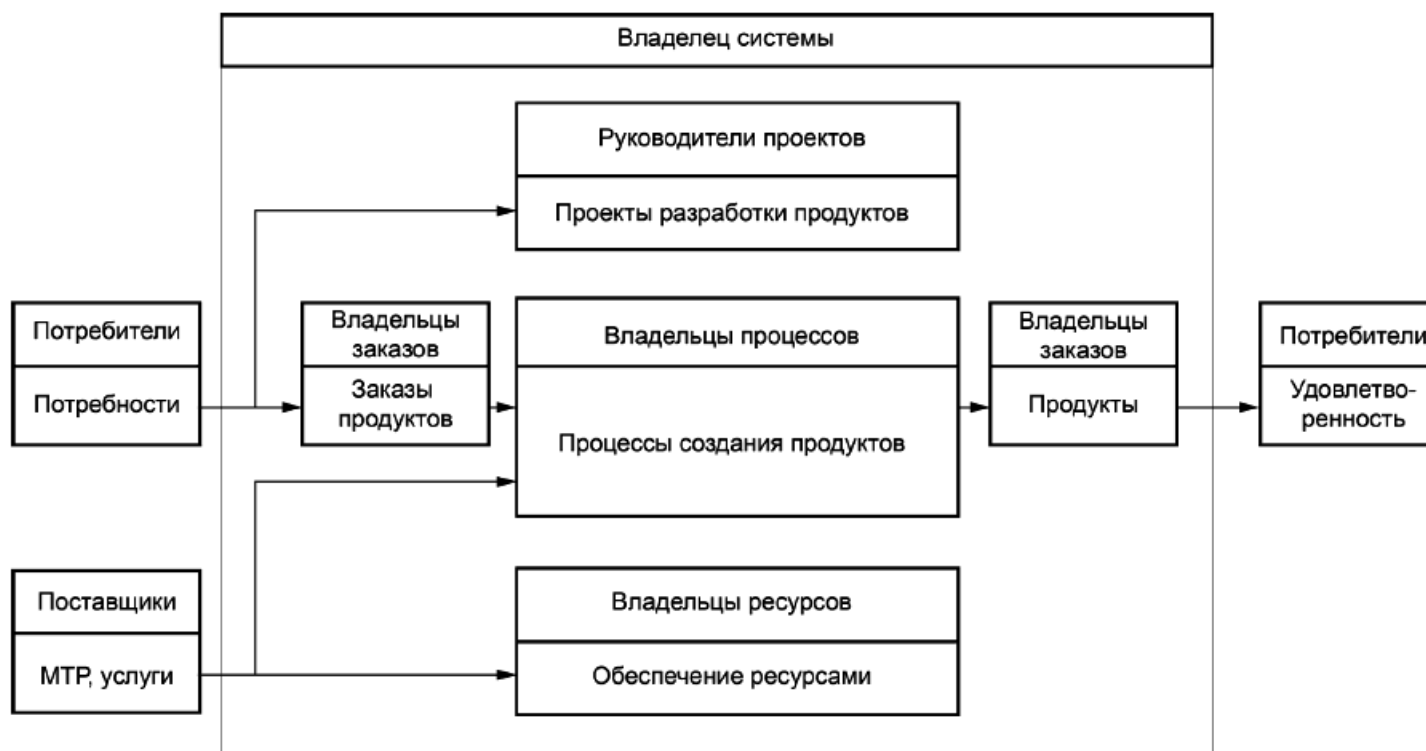 Владелец системы
Руководители проектов
Проекты разработки продуктов
Потребители
Потребности
Владельцы
заказов
Заказы
продуктов
Владельцы процессов
Процессы создания продуктов
Владельцы
заказов
Продукты
Потребители
Удовлетво-
ренность
Поставщики
МТР, услуги
Владельцы ресурсов
Обеспечение ресурсами